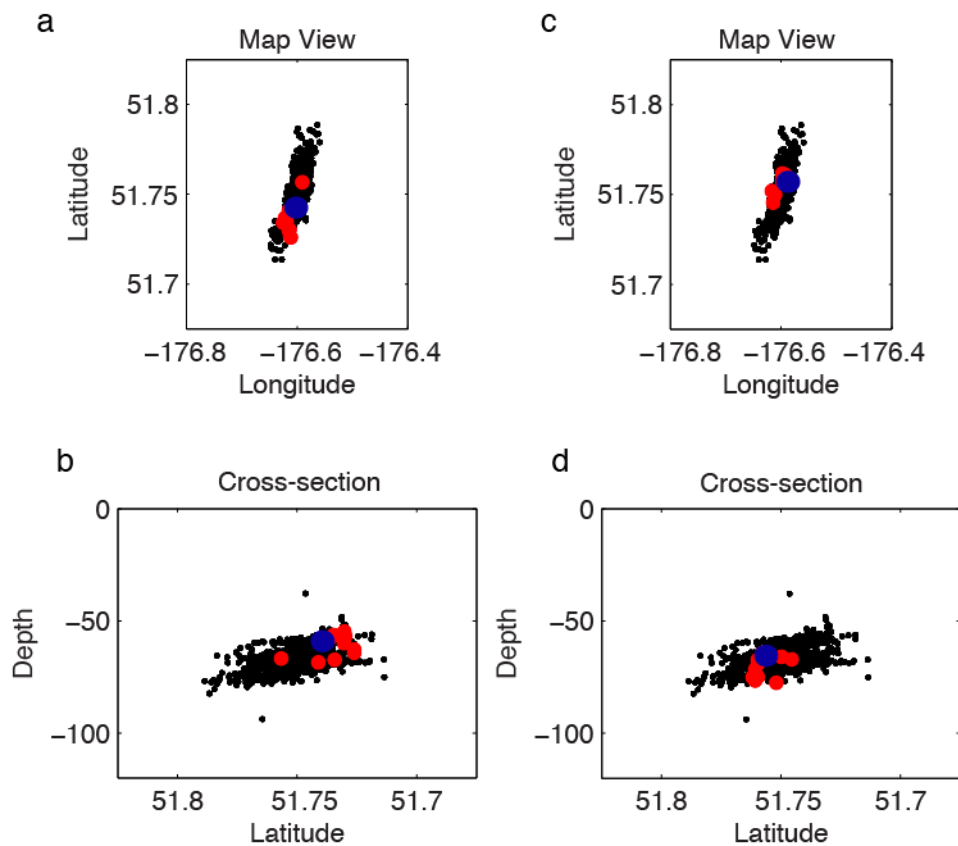 a
Map View
51.8
51.75
51.7
Latitude
−176.8 −176.6 −176.4
Longitude
c
Map View
51.8
51.75
51.7
Latitude
−176.8 −176.6 −176.4
Longitude
b
Cross-section
0
−50
−100
Depth
51.8 51.75 51.7
Latitude
d
Cross-section
0
−50
−100
Depth
51.8 51.75 51.7
Latitude